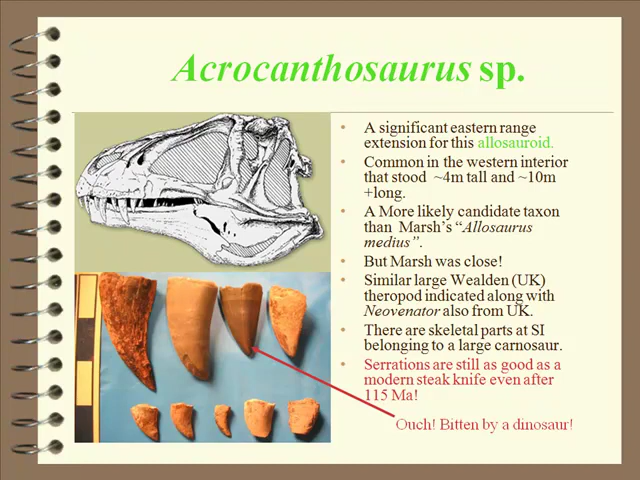 Acrocanthosaurus sp.
• A significant eastern range
extension for this allosauroid.
• Common in the western interior
that stood ~4m tall and ~10m
+long.
• A More likely candidate taxon
than Marsh's “Allosaurus
medius”.
• But Marsh was close!
• Similar large Wealden (UK)
theropod indicated along with
Neovenator also from UK.
• There are skeletal parts at SI
belonging to a large carnosaur.
• Serrations are still as good as a
modern steak knife even after
115 Ma!
Ouch! Bitten by a dinosaur!